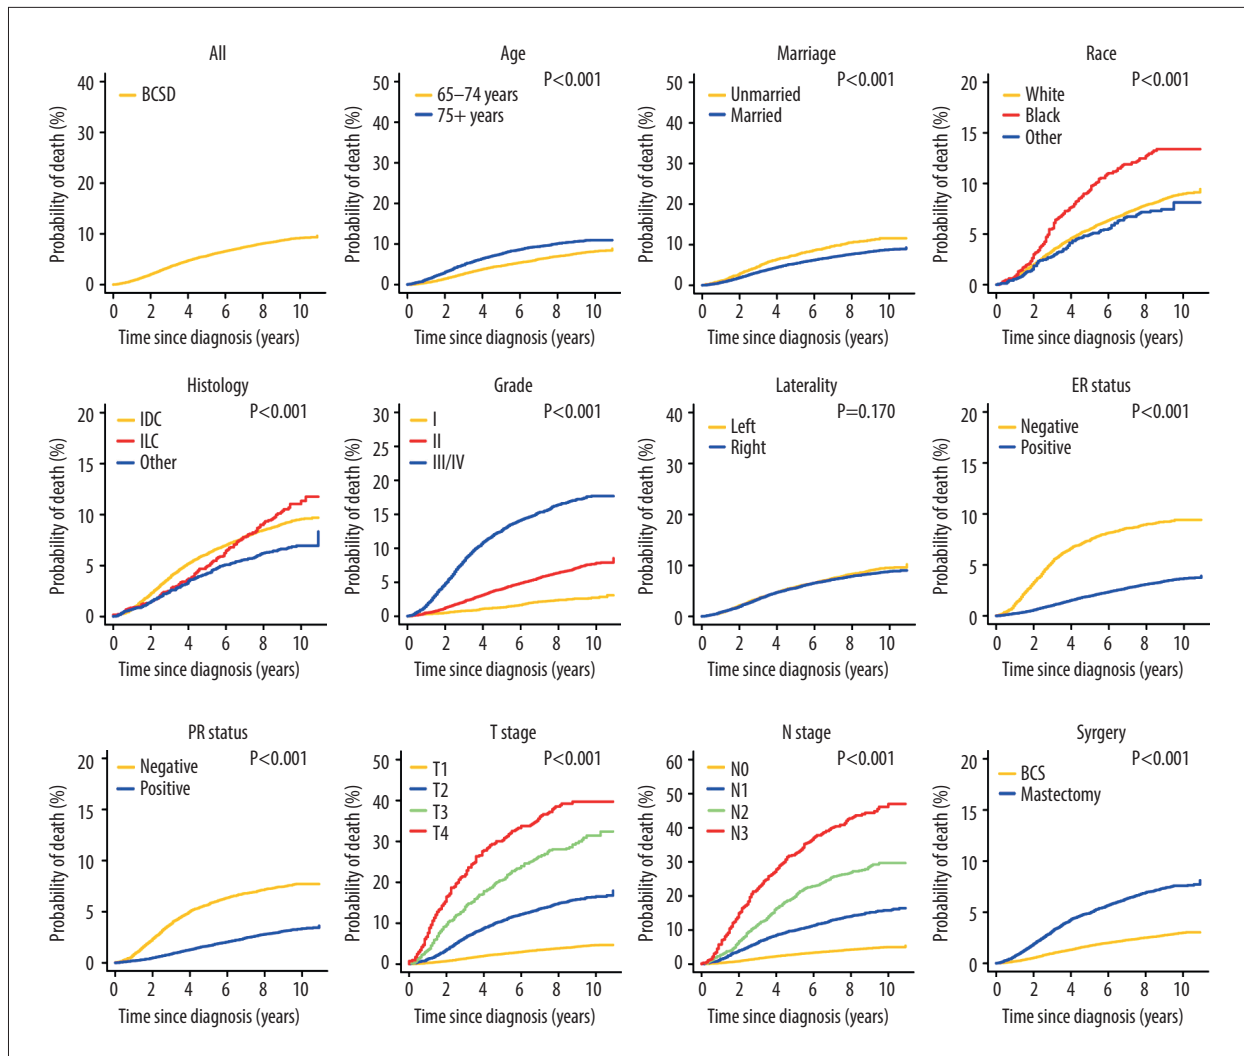 All
Probability of death (%)
40
30
20
10
0
BCSD
0 2 4 6 8 10
Time since diagnosis (years)
Age
P<0.001
Probability of death (%)
50
40
30
20
10
0
65–74 years
75+ years
0 2 4 6 8 10
Time since diagnosis (years)
Marriage
P<0.001
Probability of death (%)
50
40
30
20
10
0
Unmarried
Married
0 2 4 6 8 10
Time since diagnosis (years)
Race
P<0.001
Probability of death (%)
20
15
10
5
0
White
Black
Other
0 2 4 6 8 10
Time since diagnosis (years)
Histology
P<0.001
Probability of death (%)
20
15
10
5
0
IDC
ILC
Other
0 2 4 6 8 10
Time since diagnosis (years)
Grade
P<0.001
Probability of death (%)
30
25
20
15
10
5
0
I
II
III/IV
0 2 4 6 8 10
Time since diagnosis (years)
Laterality
P=0.170
Probability of death (%)
40
30
20
10
0
Left
Right
0 2 4 6 8 10
Time since diagnosis (years)
ER status
P<0.001
Probability of death (%)
20
15
10
5
0
Negative
Positive
0 2 4 6 8 10
Time since diagnosis (years)
PR status
P<0.001
Probability of death (%)
20
15
10
5
0
Negative
Positive
0 2 4 6 8 10
Time since diagnosis (years)
T stage
P<0.001
Probability of death (%)
50
40
30
20
10
0
T1
T2
T3
T4
0 2 4 6 8 10
Time since diagnosis (years)
N stage
P<0.001
Probability of death (%)
60
50
40
30
20
10
0
N0
N1
N2
N3
0 2 4 6 8 10
Time since diagnosis (years)
Syrgery
P<0.001
Probability of death (%)
20
15
10
5
0
BCS
Mastectomy
0 2 4 6 8 10
Time since diagnosis (years)